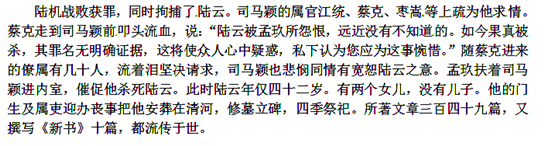 陆机战败获罪，同时拘捕了陆云。司马颖的属官江统、蔡克、枣嵩等上疏为他求情。
蔡克走到司马颖前叩头流血，说：“陆云被孟玖所怨恨，远近没有不知道的。如今果真被
杀，其罪名无明确证据，这将使众人心中疑惑，私下认为您应为这事惋惜。”随蔡克进来
的僚属有几十人，流着泪坚决请求，司马颖也悲悯同情有宽恕陆云之意。孟玖扶着司马
颖进内室，催促他杀死陆云。此时陆云年仅四十二岁。有两个女儿，没有儿子。他的门
生及属吏迎办丧事把他安葬在清河，修墓立碑，四季祭祀。所著文章三百四十九篇，又
撰写《新书》十篇，都流传于世。